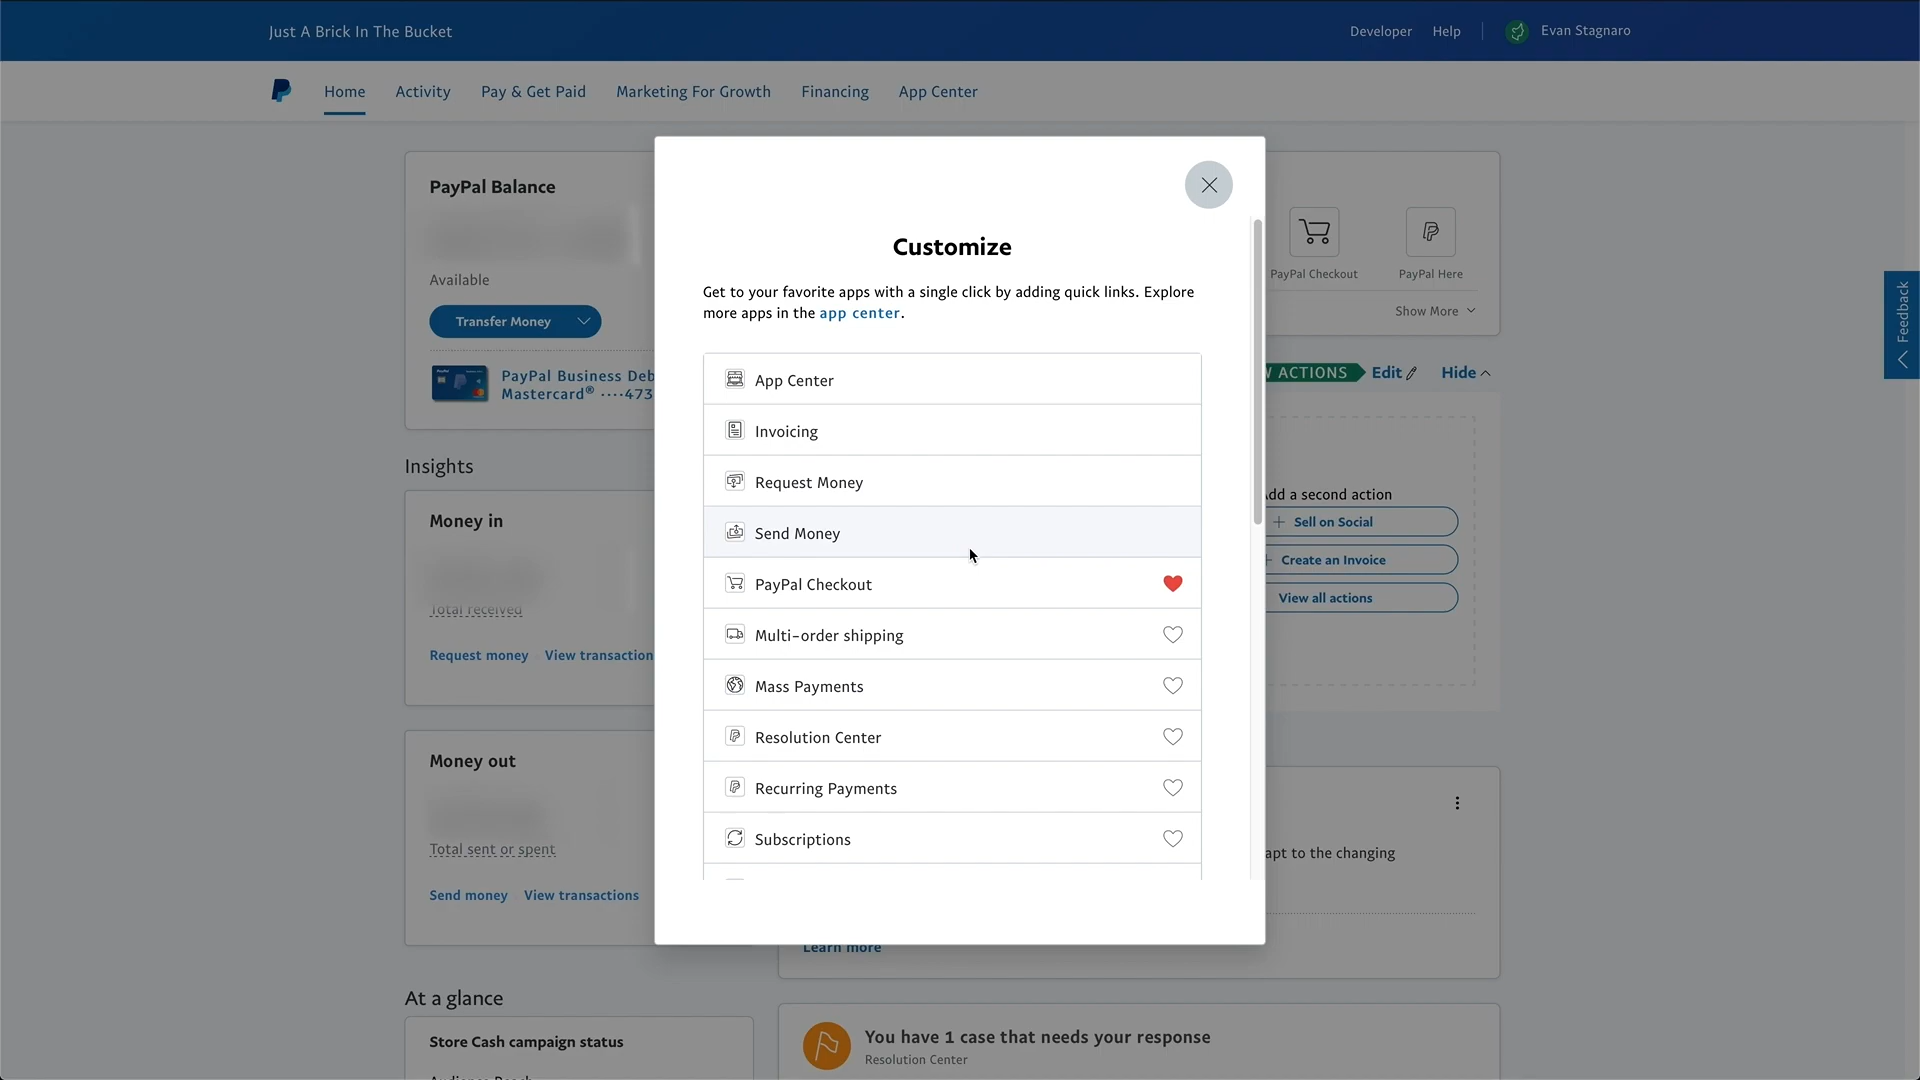 Just A Brick In The Bucket
Developer Help Evan Stagnaro
Home Activity Pay & Get Paid Marketing For Growth Financing App Center
PayPal Balance
Available
Transfer Money
PayPal Business Deb
Mastercard® ····473
Insights
Money in
Total received
Request money View transaction
Money out
Total sent or spent
Send money View transactions
At a glance
Store Cash campaign status
Customize
Get to your favorite apps with a single click by adding quick links. Explore
more apps in the app center.
App Center
Invoicing
Request Money
Send Money
PayPal Checkout
Multi-order shipping
Mass Payments
Resolution Center
Recurring Payments
Subscriptions
PayPal Checkout PayPal Here
Show More
ACTIONS Edit Hide
a second action
Sell on Social
Create an Invoice
View all actions
apt to the changing
Learn more
You have 1 case that needs your response
Resolution Center
Feedback